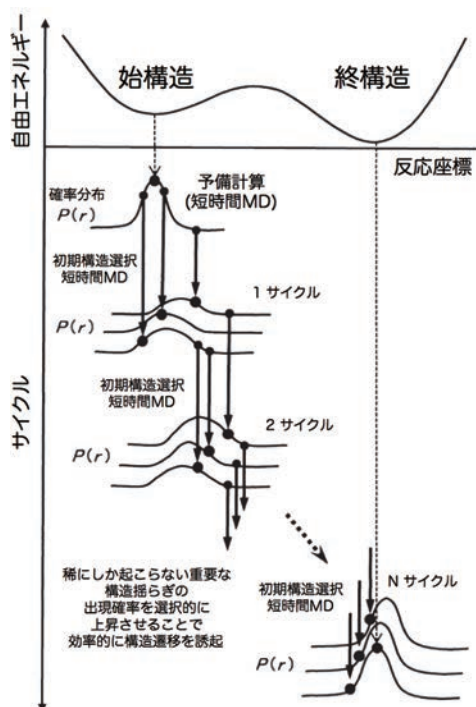 自由エネルギー
始構造
終構造
反応座標
確率分布
P(r)
予備計算
(短時間MD)
初期構造選択
短時間MD
1 サイクル
P(r)
初期構造選択
短時間MD
2 サイクル
P(r)
サイクル
稀にしか起こらない重要な
構造揺らぎの
出現確率を選択的に
上昇させることで
効率的に構造遷移を誘起
初期構造選択
短時間MD
N サイクル
P(r)